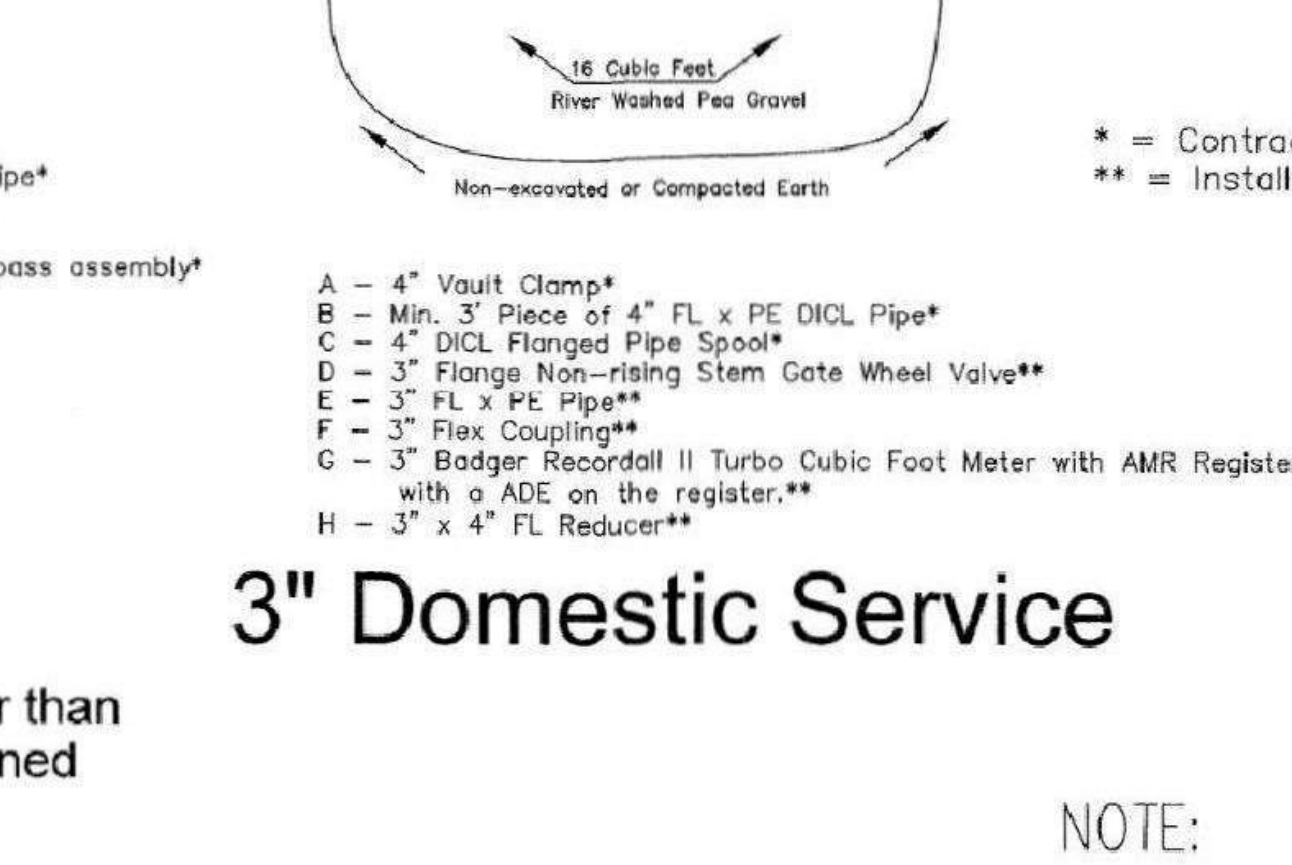 16 Cubic Feet
River Washed Pea Gravel
Non-excavated or Compacted Earth
* = Contra
** = Install
ipe*
pass assembly*
A - 4" Vault Clamp*
B - Min. 3' Piece of 4" FL x PE DICL Pipe*
C - 4" DICL Flanged Pipe Spool*
D - 3" Flange Non-rising Stem Gate Wheel Valve**
E - 3" FL x PE Pipe**
F - 3" Flex Coupling**
G - 3" Badger Recordall II Turbo Cubic Foot Meter with AMR Registe
with a ADE on the register.**
H - 3" x 4" FL Reducer**
3" Domestic Service
r than
ned
NOTE: